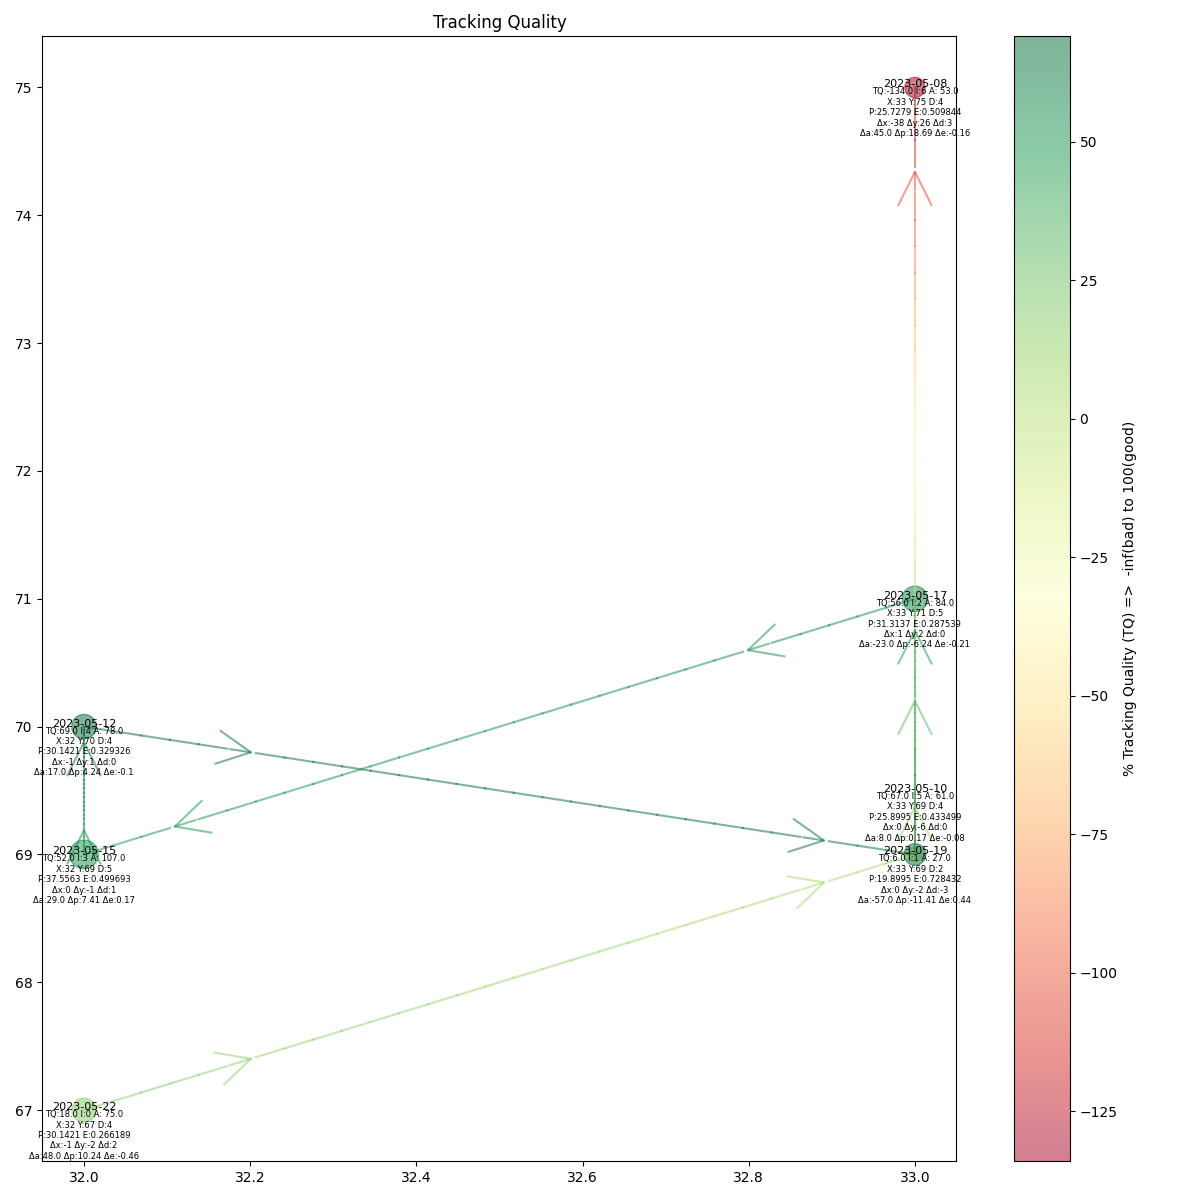 Tracking Quality
75
74
73
72
71
70
69
68
67
2023-05-08
TQ:-134.0 I:6 A: 53.0
X:33 Y:75 D:4
P:25.7279 E:0.509844
Δx:-38 Δy:26 Δd:3
Δa:45.0 Δp:18.69 Δe:-0.16
2023-05-17
TQ:56.0 I:2 A: 84.0
X:33 Y:71 D:5
P:31.3137 E:0.287539
Δx:1 Δy:2 Δd:0
Δa:-23.0 Δp:-6.24 Δe:-0.21
2023-05-12
TQ:69.0 I:4 A: 78.0
X:32 Y:70 D:4
P:30.1421 E:0.329326
Δx:-1 Δy:1 Δd:0
Δa:17.0 Δp:4.24 Δe:-0.1
2023-05-10
TQ:67.0 I:5 A: 61.0
X:33 Y:69 D:4
P:25.8995 E:0.433499
Δx:0 Δy:-6 Δd:0
Δa:8.0 Δp:0.17 Δe:-0.08
2023-05-15
TQ:52.0 I:3 A: 107.0
X:32 Y:69 D:5
P:37.5563 E:0.499693
Δx:0 Δy:-1 Δd:1
Δa:29.0 Δp:7.41 Δe:0.17
2023-05-19
TQ:6.0 I:1 A: 27.0
X:33 Y:69 D:2
P:19.8995 E:0.728432
Δx:0 Δy:-2 Δd:-3
Δa:-57.0 Δp:-11.41 Δe:0.44
2023-05-22
TQ:18.0 I:0 A: 75.0
X:32 Y:67 D:4
P:30.1421 E:0.266189
Δx:-1 Δy:-2 Δd:2
Δa:48.0 Δp:10.24 Δe:-0.46
32.0
32.2
32.4
32.6
32.8
33.0
50
25
0
−25
−50
−75
−100
−125
% Tracking Quality (TQ) => -inf(bad) to 100(good)